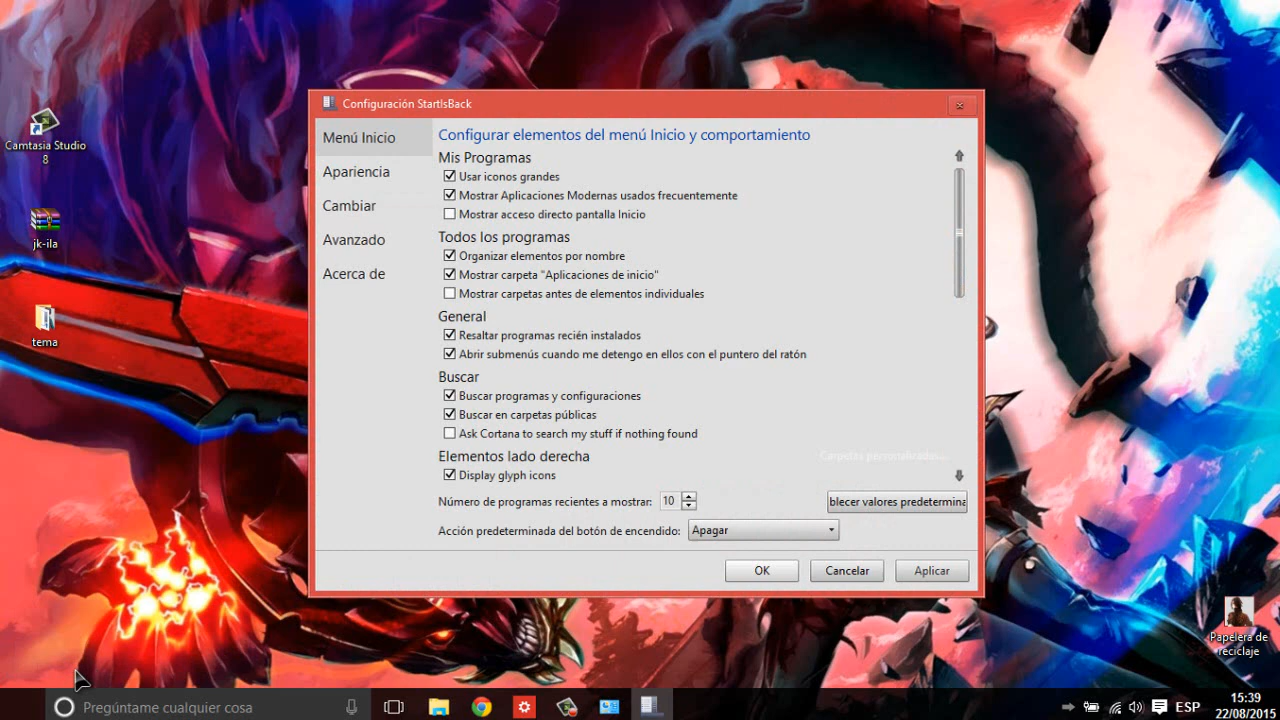 Camtasia Studio
8
jk-ila
tema
Configuración StartIsBack
Menú Inicio
Apariencia
Cambiar
Avanzado
Acerca de
Configurar elementos del menú Inicio y comportamiento
Mis Programas
Usar iconos grandes
Mostrar Aplicaciones Modernas usados frecuentemente
Mostrar acceso directo pantalla Inicio
Todos los programas
Organizar elementos por nombre
Mostrar carpeta "Aplicaciones de inicio"
Mostrar carpetas antes de elementos individuales
General
Resaltar programas recién instalados
Abrir submenús cuando me detengo en ellos con el puntero del ratón
Buscar
Buscar programas y configuraciones
Buscar en carpetas públicas
Ask Cortana to search my stuff if nothing found
Elementos lado derecha
Carpetas personalizadas...
Display glyph icons
Número de programas recientes a mostrar: 10
blecer valores predetermina
Acción predeterminada del botón de encendido: Apagar
OK
Cancelar
Aplicar
Papelera de
reciclaje
Pregúntame cualquier cosa
ESP
15:39
22/08/2015